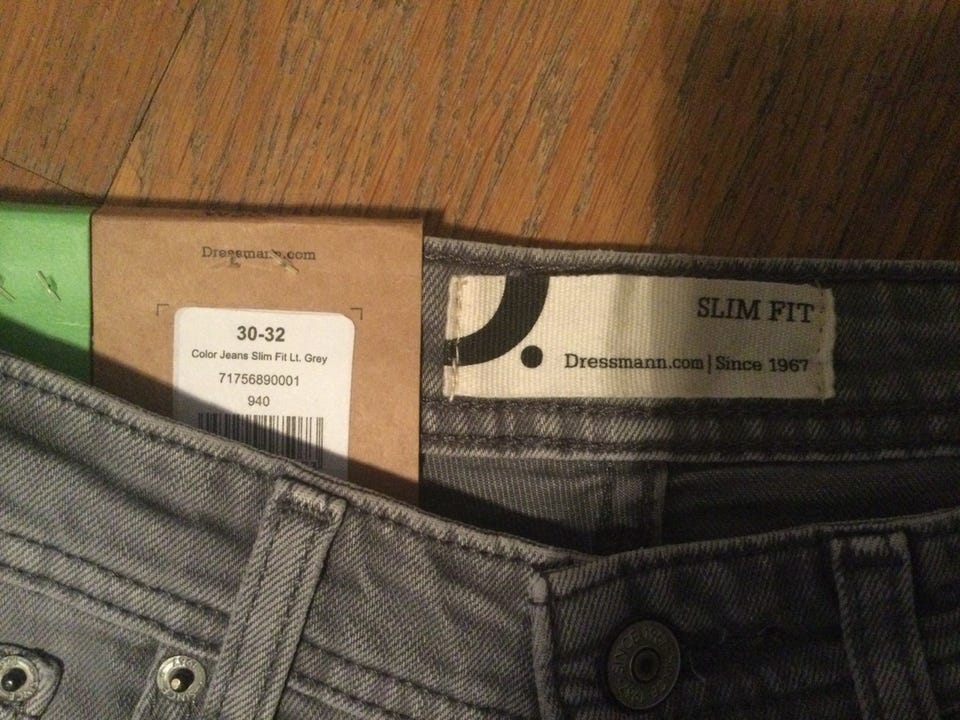 Dressmann.com
30-32
Color Jeans Slim Fit Lt. Grey
71756890001
940
SLIM FIT
Dressmann.com | Since 1967